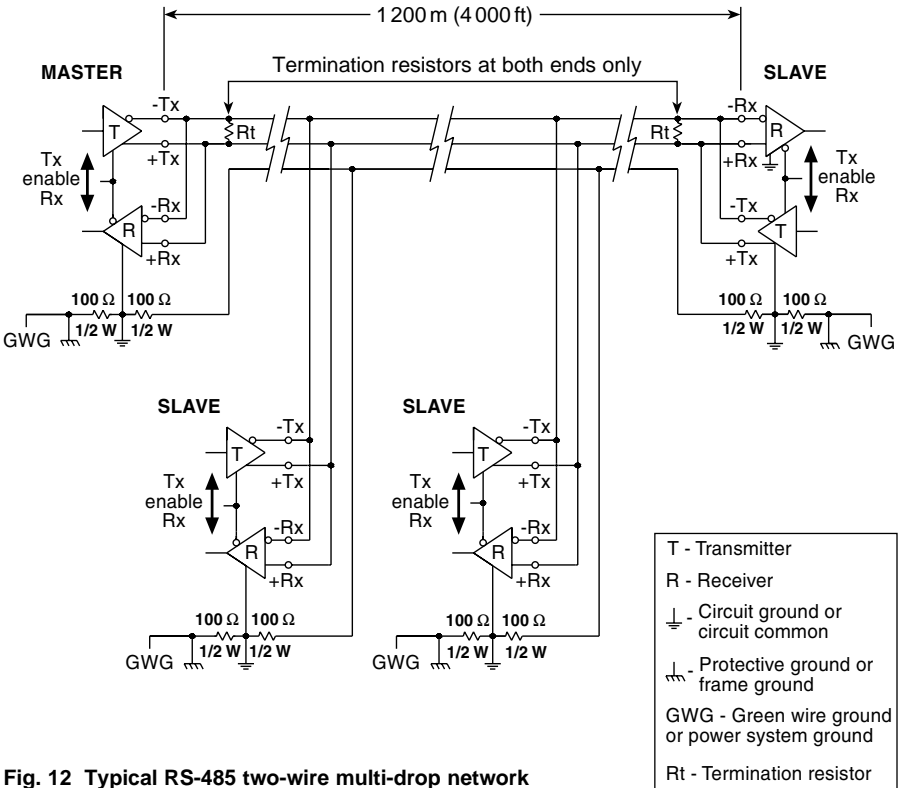 1 200 m (4 000 ft)
MASTER
Termination resistors at both ends only
SLAVE
-Tx
-Rx
T
Rt
Rt
R
+Tx
+Rx
Tx
enable
Rx
Tx
enable
Rx
-Rx
-Tx
R
T
+Rx
+Tx
100 Ω 100 Ω
1/2 W 1/2 W
GWG
100 Ω 100 Ω
1/2 W 1/2 W
GWG
SLAVE
SLAVE
-Tx
-Tx
T
T
+Tx
+Tx
Tx
enable
Rx
Tx
enable
Rx
-Rx
-Rx
R
R
+Rx
+Rx
100 Ω 100 Ω
1/2 W 1/2 W
GWG
100 Ω 100 Ω
1/2 W 1/2 W
GWG
T - Transmitter
R - Receiver
- Circuit ground or
circuit common
- Protective ground or
frame ground
GWG - Green wire ground
or power system ground
Rt - Termination resistor
Fig. 12 Typical RS-485 two-wire multi-drop network